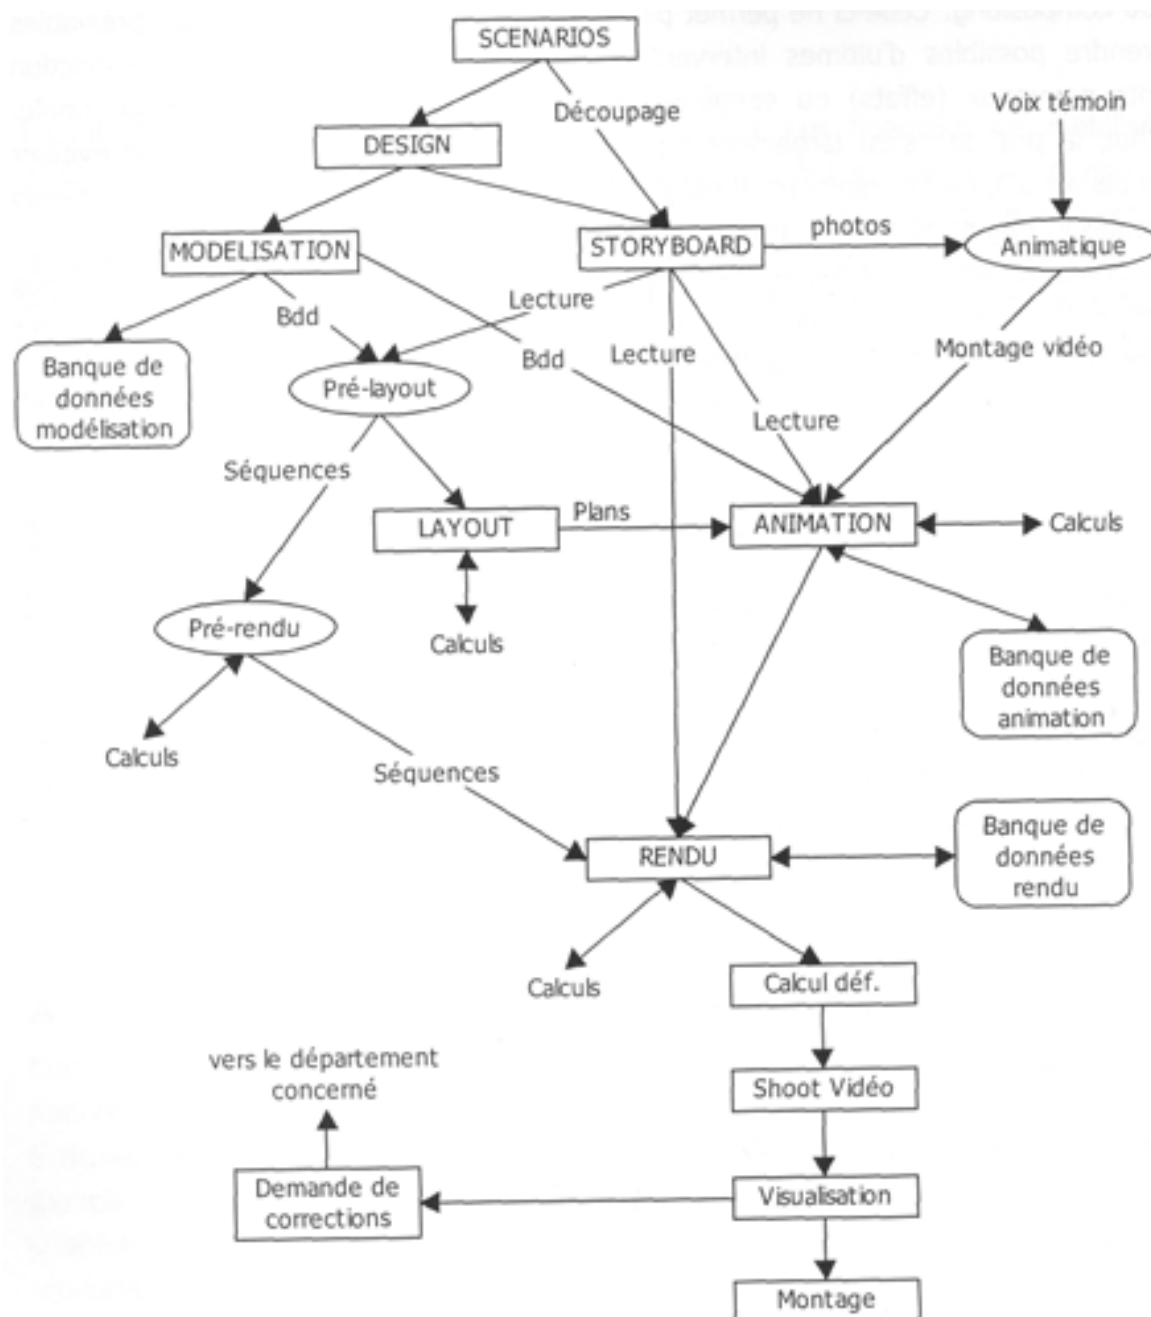 SCENARIOS
Découpage
Voix témoin
DESIGN
MODELISATION
STORYBOARD
photos
Animatique
Bdd
Lecture
Bdd
Lecture
Montage vidéo
Banque de
données
modélisation
Pré-layout
Lecture
Séquences
LAYOUT
Plans
ANIMATION
Calculs
Pré-rendu
Calculs
Banque de
données
animation
Calculs
Séquences
Banque de
données
rendu
RENDU
Calculs
Calcul déf.
vers le département
concerné
Shoot Vidéo
Demande de
corrections
Visualisation
Montage